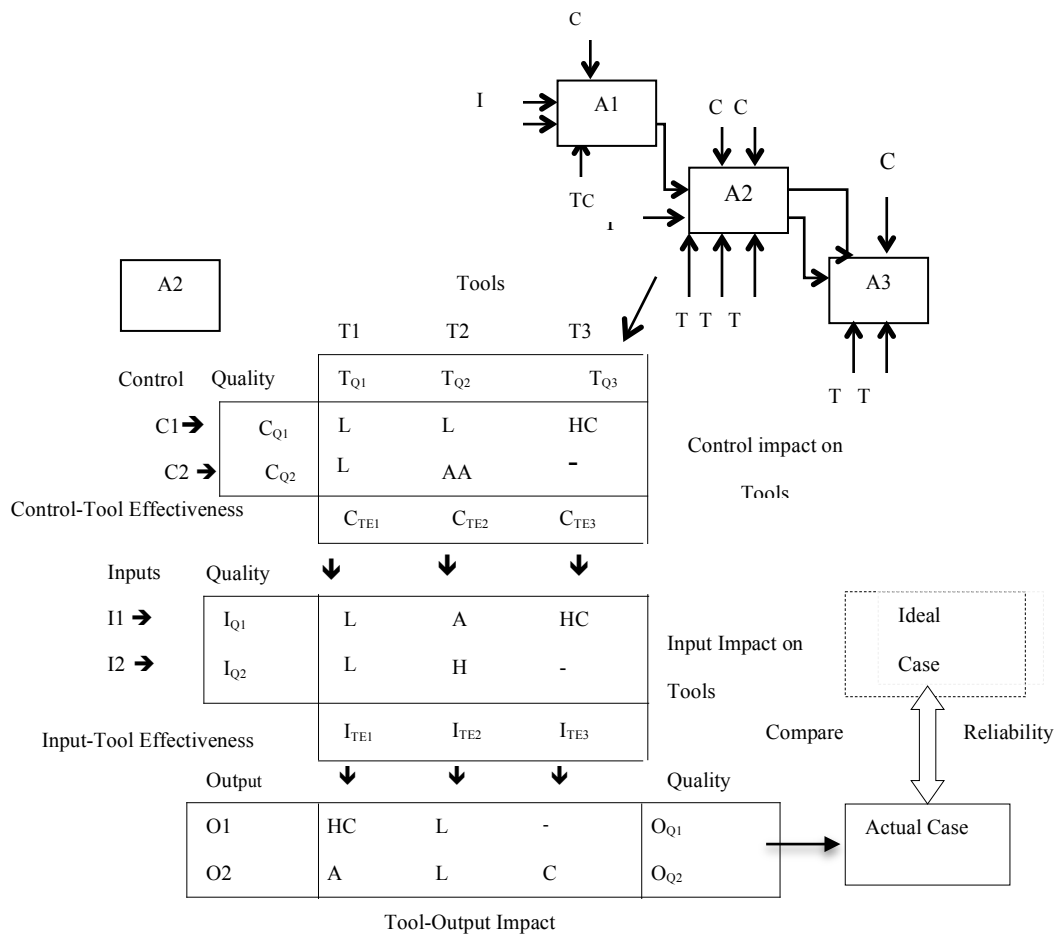 C
I
A1
C C
C
TC
A2
I
A2
Tools
A3
T T T
T1 T2 T3
Control Quality TQ1 TQ2 TQ3
T T
C1 ➔ CQ1 L L HC
Control impact on
C2 ➔ CQ2 L AA -
Tools
Control-Tool Effectiveness
CTE1 CTE2 CTE3
Inputs Quality
I1 ➔ IQ1 L A HC
Ideal
Input Impact on
I2 ➔ IQ2 L H -
Case
Tools
Input-Tool Effectiveness ITE1 ITE2 ITE3
Compare Reliability
Output Quality
O1 HC L - OQ1
Actual Case
O2 A L C OQ2
Tool-Output Impact